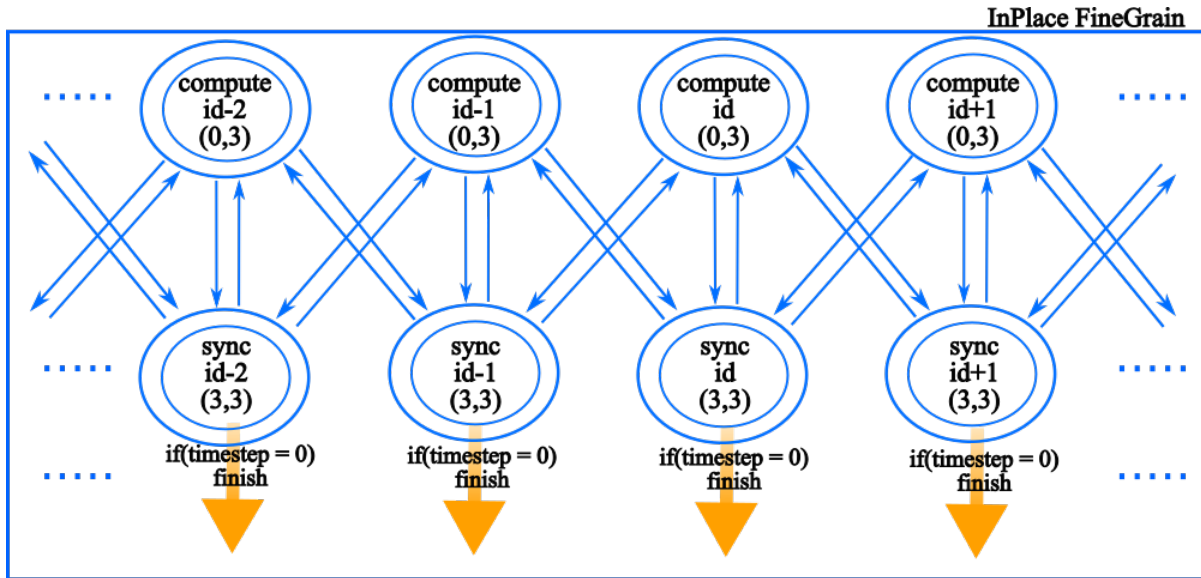 InPlace FineGrain
compute
id-2
(0,3)
compute
id-1
(0,3)
compute
id
(0,3)
compute
id+1
(0,3)
sync
id-2
(3,3)
sync
id-1
(3,3)
sync
id
(3,3)
sync
id+1
(3,3)
if(timestep = 0)
finish
if(timestep = 0)
finish
if(timestep = 0)
finish
if(timestep = 0)
finish